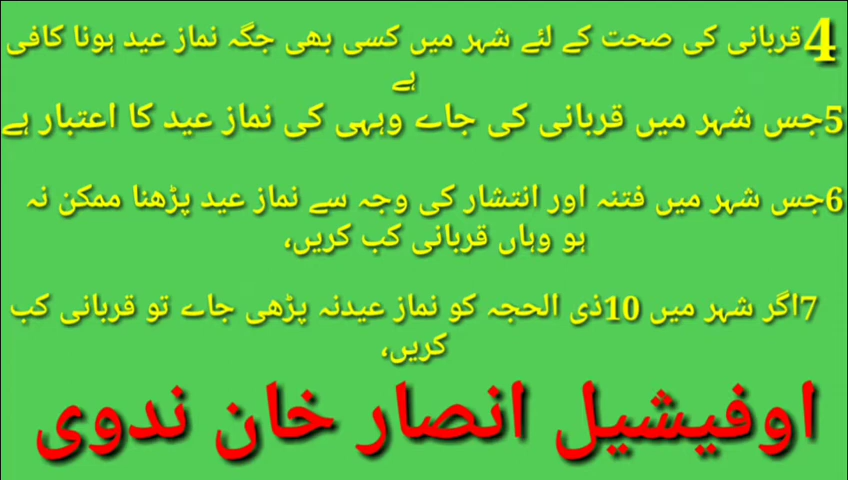 4قربانی کی صحت کے لئے شہر میں کسی بھی جگہ نماز عید ہونا کافی
ہے
5جس شہر میں قربانی کی جاے وہہی کی نماز عید کا اعتبار ہے
6جس شہر میں فتنہ اور انتشار کی وجہ سے نماز عید پڑھنا ممکن نہ
ہو وہاں قربانی کب کریں،
7اگر شہر میں 10ذی الحجہ کو نماز عیدنہ پڑھی جاے تو قربانی کب
کریں،
اوفیشیل انصار خان ندوی